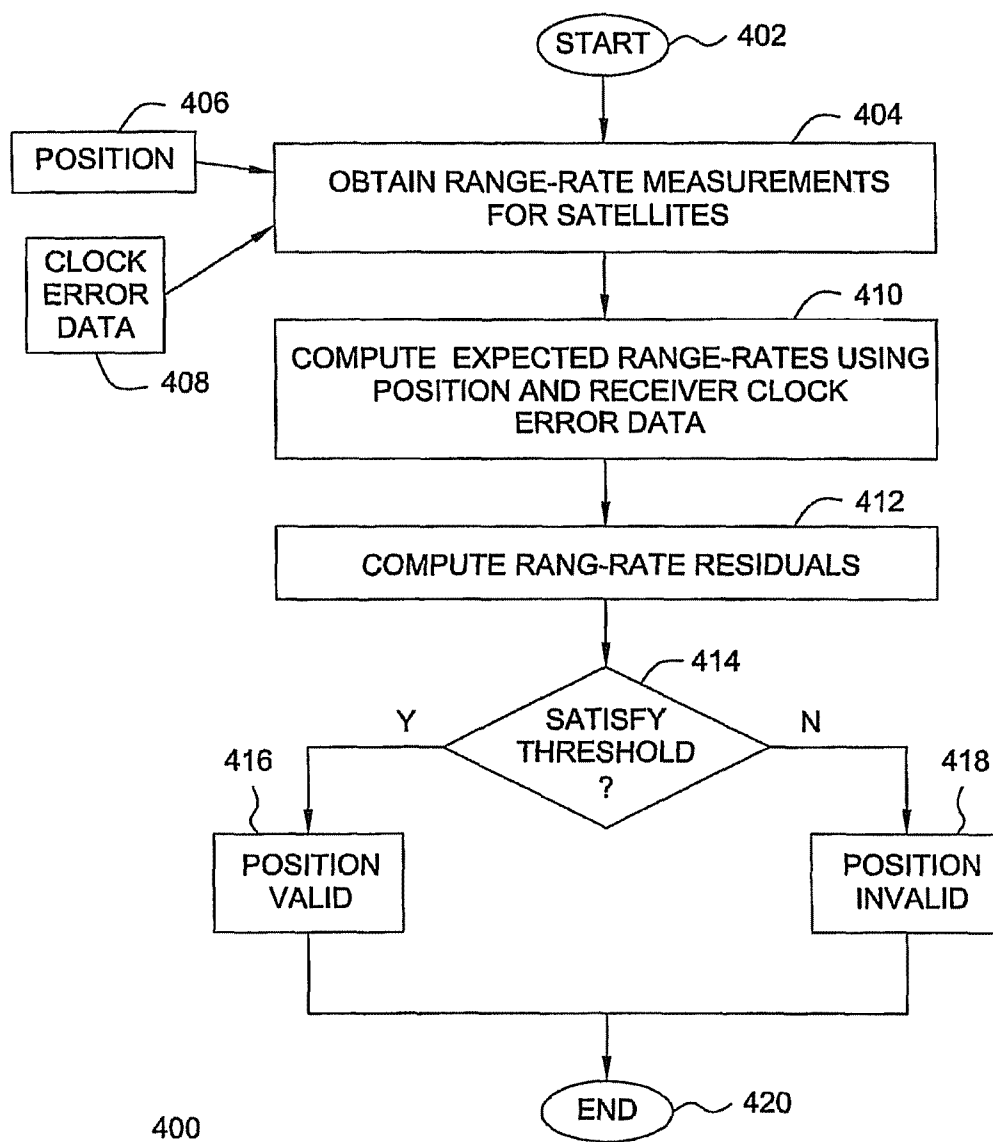 START
402
406
POSITION
404
OBTAIN RANGE-RATE MEASUREMENTS
FOR SATELLITES
CLOCK
ERROR
DATA
408
410
COMPUTE EXPECTED RANGE-RATES USING
POSITION AND RECEIVER CLOCK
ERROR DATA
412
COMPUTE RANG-RATE RESIDUALS
414
SATISFY
THRESHOLD
?
Y
N
416
POSITION
VALID
418
POSITION
INVALID
END
420
400